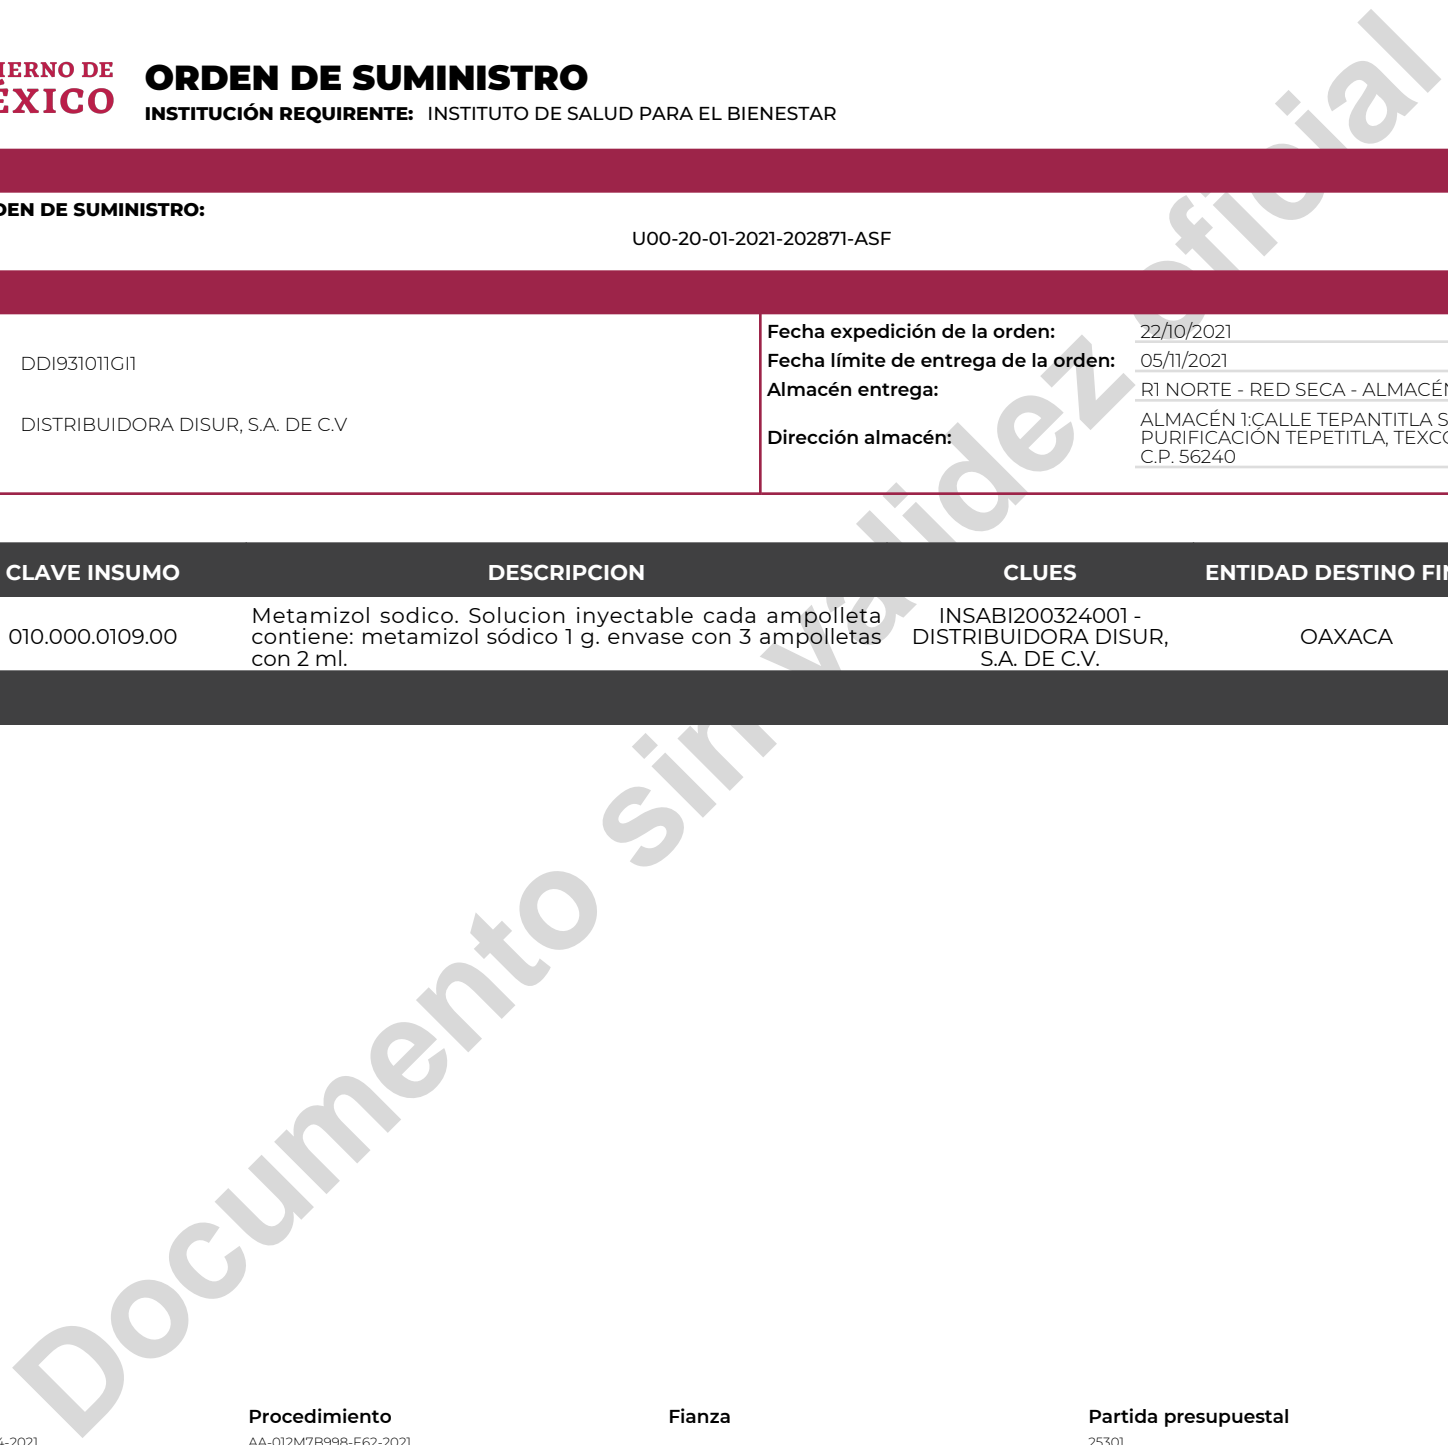 IERNO DE
ÉXICO
ORDEN DE SUMINISTRO
INSTITUCIÓN REQUIRENTE: INSTITUTO DE SALUD PARA EL BIENESTAR
DEN DE SUMINISTRO:
U00-20-01-2021-202871-ASF
DDI931011GI1
DISTRIBUIDORA DISUR, S.A. DE C.V
Fecha expedición de la orden: 22/10/2021
Fecha límite de entrega de la orden: 05/11/2021
Almacén entrega: R1 NORTE - RED SECA - ALMACÉN
Dirección almacén:
ALMACÉN 1:CALLE TEPANTITLA S
PURIFICACIÓN TEPETITLA, TEXCO
C.P. 56240
CLAVE INSUMO DESCRIPCION CLUES ENTIDAD DESTINO FIN
010.000.0109.00
Metamizol sodico. Solucion inyectable cada ampolleta
contiene: metamizol sódico 1 g. envase con 3 ampolletas
con 2 ml.
INSABI200324001 -
DISTRIBUIDORA DISUR,
S.A. DE C.V.
OAXACA
Documento sin validez oficial
Procedimiento Fianza Partida presupuestal
4-2021 AA-012M7B998-E62-2021 25301